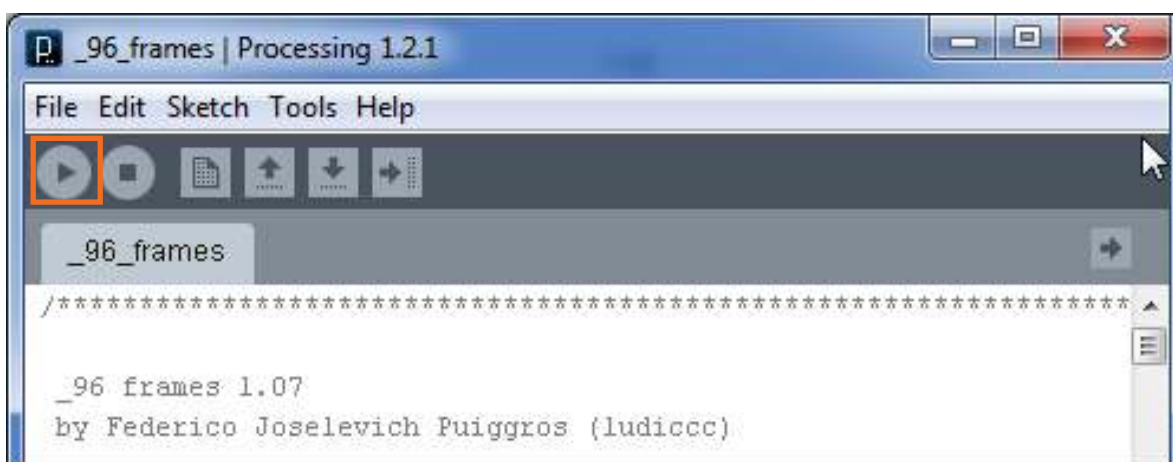 _96_frames | Processing 1.2.1
File Edit Sketch Tools Help
_96_frames
/*****************************************************************
_96 frames 1.07
by Federico Joselevich Puiggros (ludiccc)